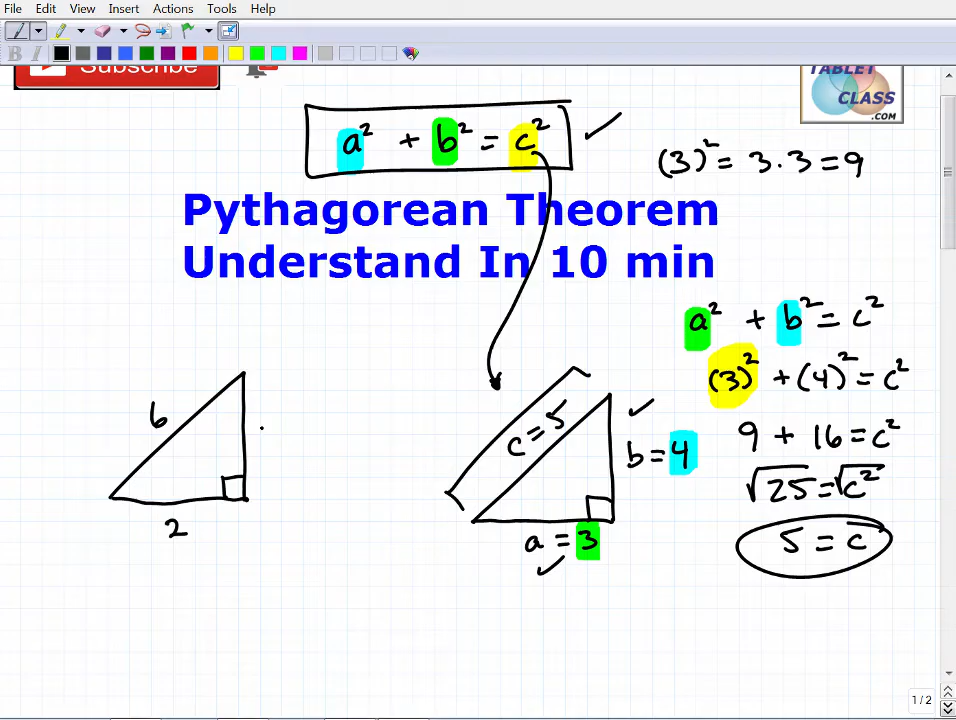 File Edit View Insert Actions Tools Help
B I
Subscribe
TABLET
CLASS
.COM
a² + b² = c²
(3)² = 3 · 3 = 9
Pythagorean Theorem
Understand In 10 min
a² + b² = c²
(3)² + (4)² = c²
9 + 16 = c²
√25 = √c²
5 = c
6
2
c = 5
b = 4
a = 3
1 / 2